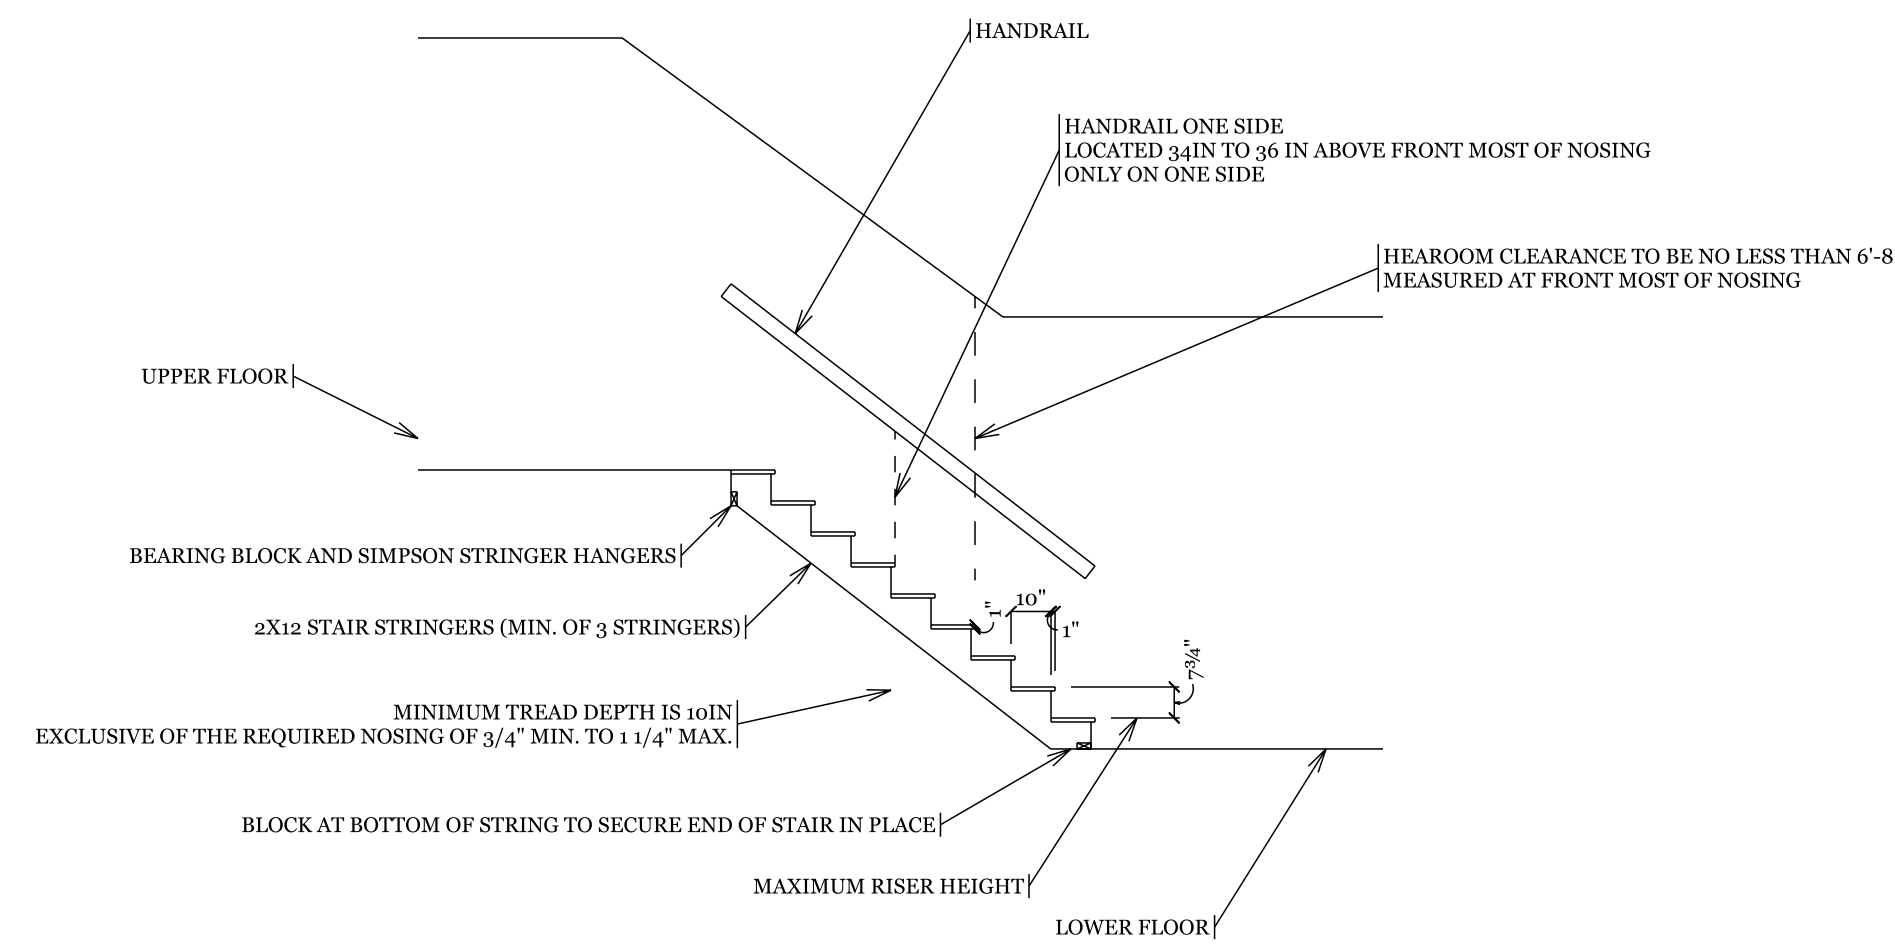 HANDRAIL
HANDRAIL ONE SIDE
LOCATED 34IN TO 36 IN ABOVE FRONT MOST OF NOSING
ONLY ON ONE SIDE
HEAROOM CLEARANCE TO BE NO LESS THAN 6'-8
MEASURED AT FRONT MOST OF NOSING
UPPER FLOOR
BEARING BLOCK AND SIMPSON STRINGER HANGERS
2X12 STAIR STRINGERS (MIN. OF 3 STRINGERS)
1"
10"
1"
7¾"
MINIMUM TREAD DEPTH IS 10IN
EXCLUSIVE OF THE REQUIRED NOSING OF 3/4" MIN. TO 1 1/4" MAX.
BLOCK AT BOTTOM OF STRING TO SECURE END OF STAIR IN PLACE
MAXIMUM RISER HEIGHT
LOWER FLOOR